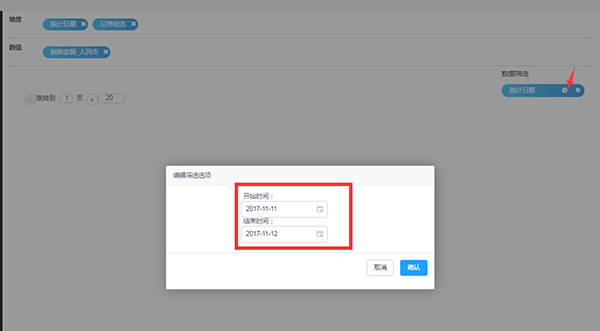 维度
统计日期 ×
订单状态 ×
数值
销售金额_人民币 ×
数据筛选
统计日期 ×
跳转到 1 页 20
编辑筛选选项
开始时间：
2017-11-11
结束时间：
2017-11-12
取消
确认